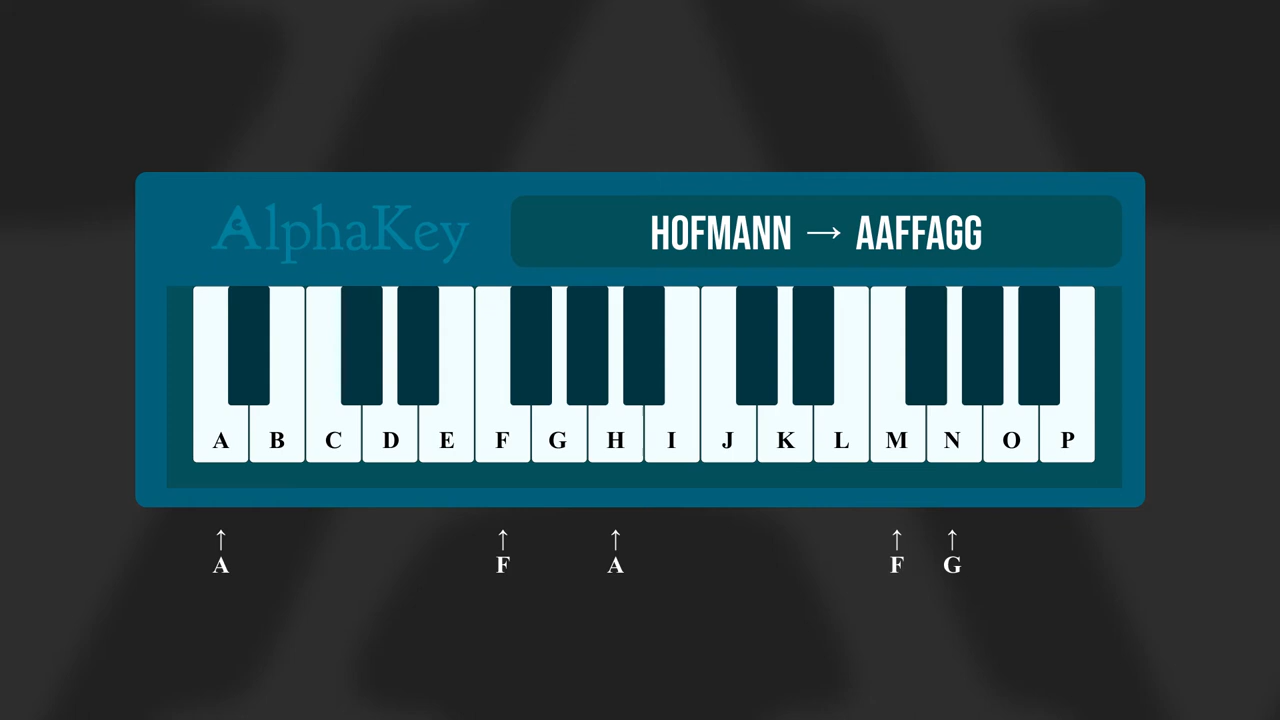 AlphaKey
HOFMANN → AAFFAGG
A B C D E F G H I J K L M N O P
↑ ↑ ↑ ↑ ↑
A F A F G